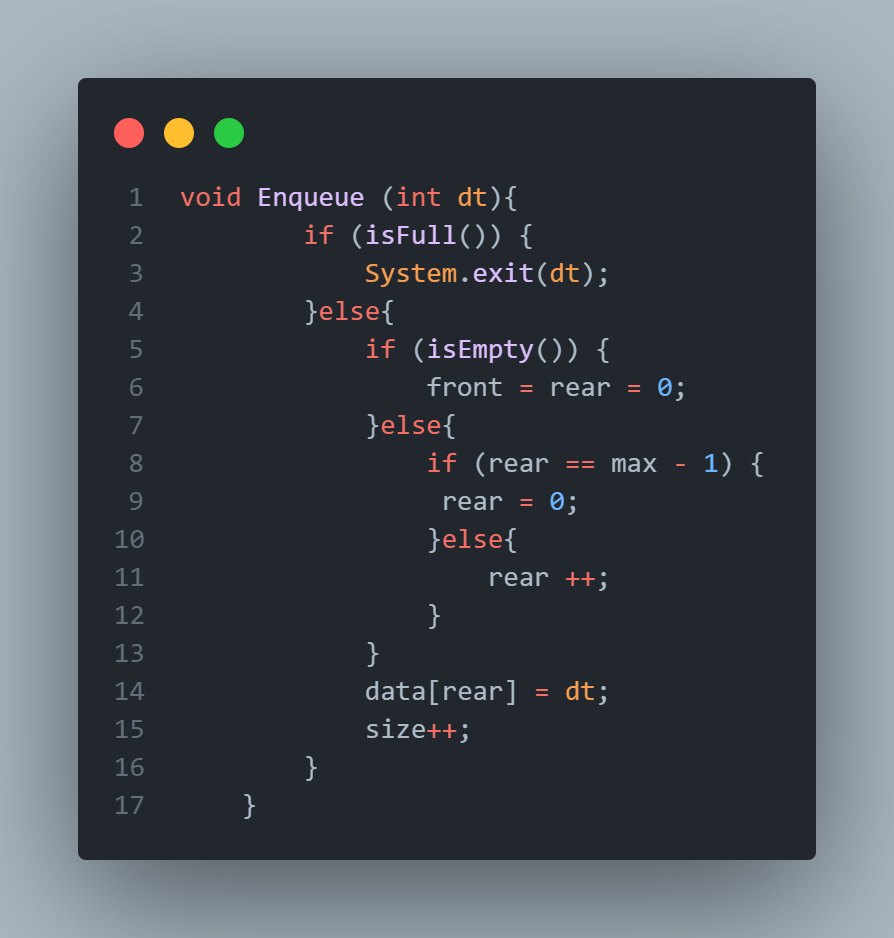 1 void Enqueue (int dt){
2         if (isFull()) {
3             System.exit(dt);
4         }else{
5             if (isEmpty()) {
6                 front = rear = 0;
7             }else{
8                 if (rear == max - 1) {
9                  rear = 0;
10                 }else{
11                     rear ++;
12                 }
13             }
14             data[rear] = dt;
15             size++;
16         }
17     }